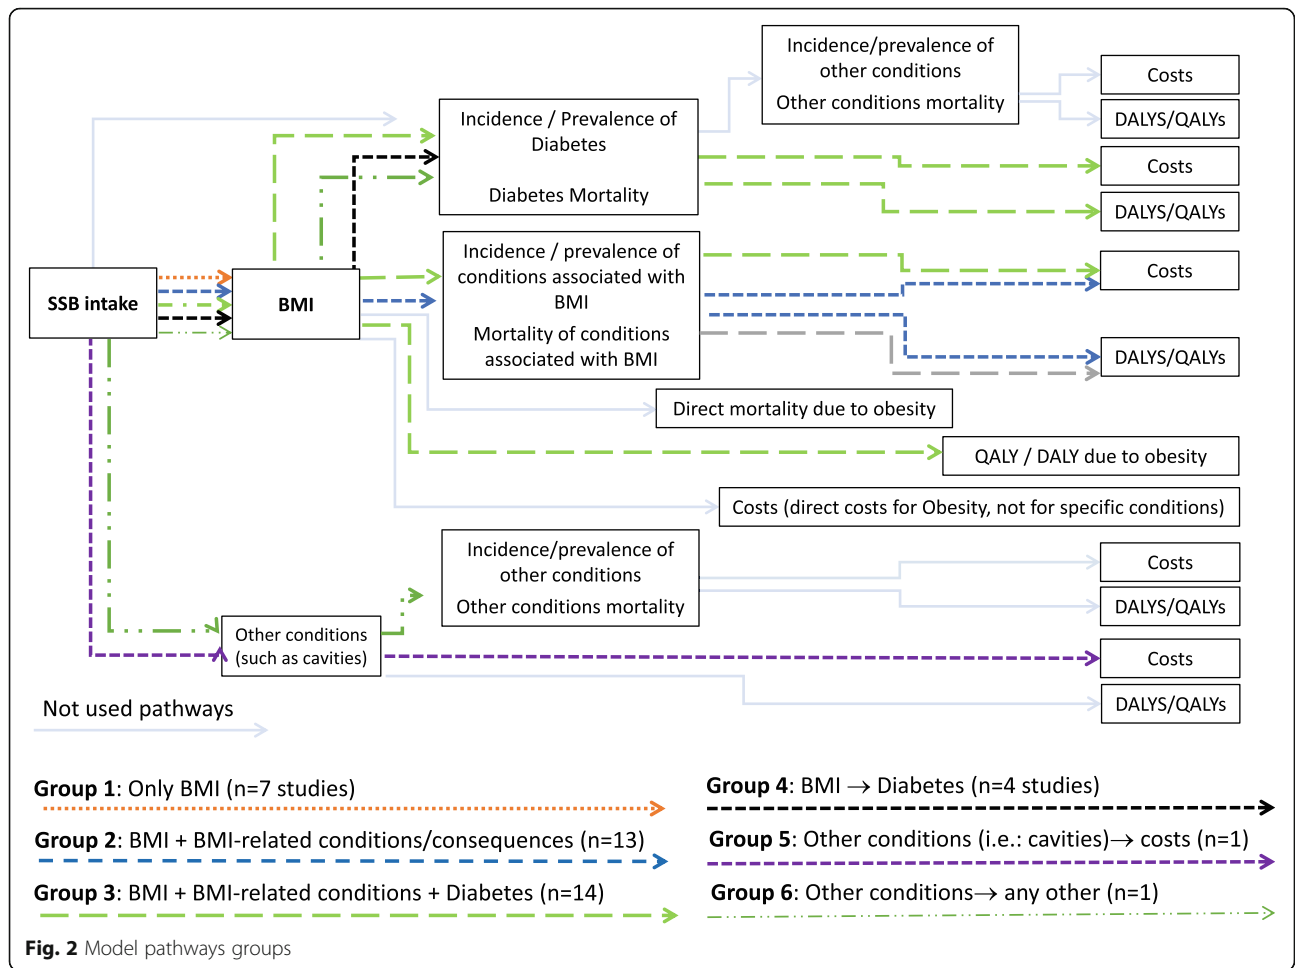 Incidence/prevalence of
other conditions
Other conditions mortality
Costs
DALYS/QALYs
Incidence / Prevalence of
Diabetes
Diabetes Mortality
Costs
DALYS/QALYs
Incidence / prevalence of
conditions associated with
BMI
Mortality of conditions
associated with BMI
Costs
DALYS/QALYs
SSB intake
BMI
Direct mortality due to obesity
QALY / DALY due to obesity
Costs (direct costs for Obesity, not for specific conditions)
Incidence/prevalence of
other conditions
Other conditions mortality
Costs
DALYS/QALYs
Other conditions
(such as cavities)
Costs
DALYS/QALYs
Not used pathways
Group 1: Only BMI (n=7 studies)
Group 2: BMI + BMI-related conditions/consequences (n=13)
Group 3: BMI + BMI-related conditions + Diabetes (n=14)
Group 4: BMI → Diabetes (n=4 studies)
Group 5: Other conditions (i.e.: cavities)→ costs (n=1)
Group 6: Other conditions→ any other (n=1)
Fig. 2 Model pathways groups